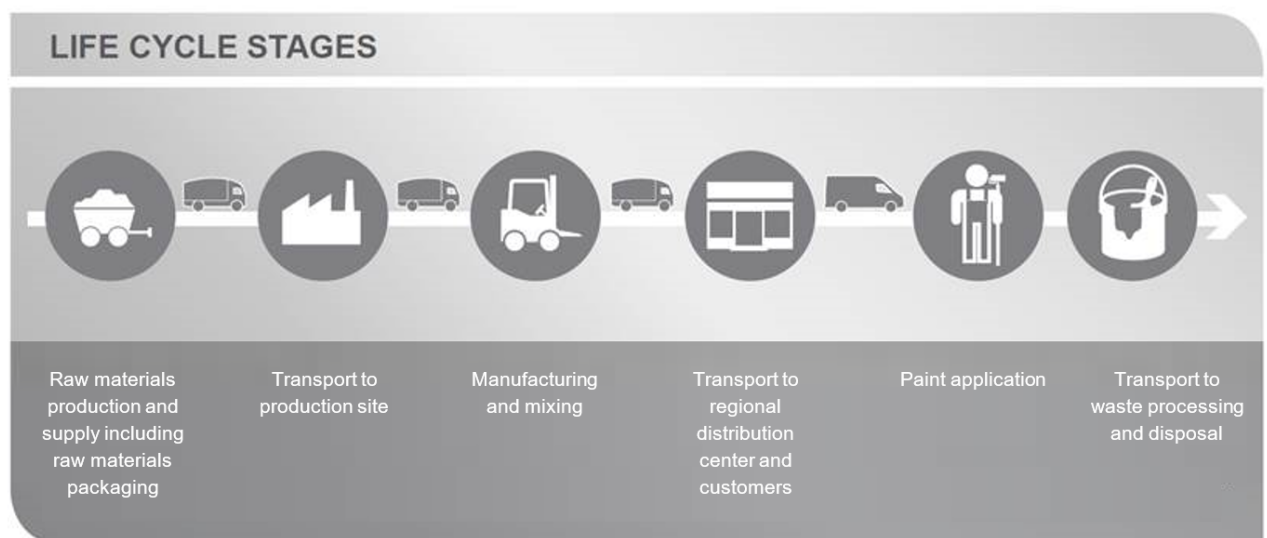 LIFE CYCLE STAGES
Raw materials
production and
supply including
raw materials
packaging
Transport to
production site
Manufacturing
and mixing
Transport to
regional
distribution
center and
customers
Paint application
Transport to
waste processing
and disposal